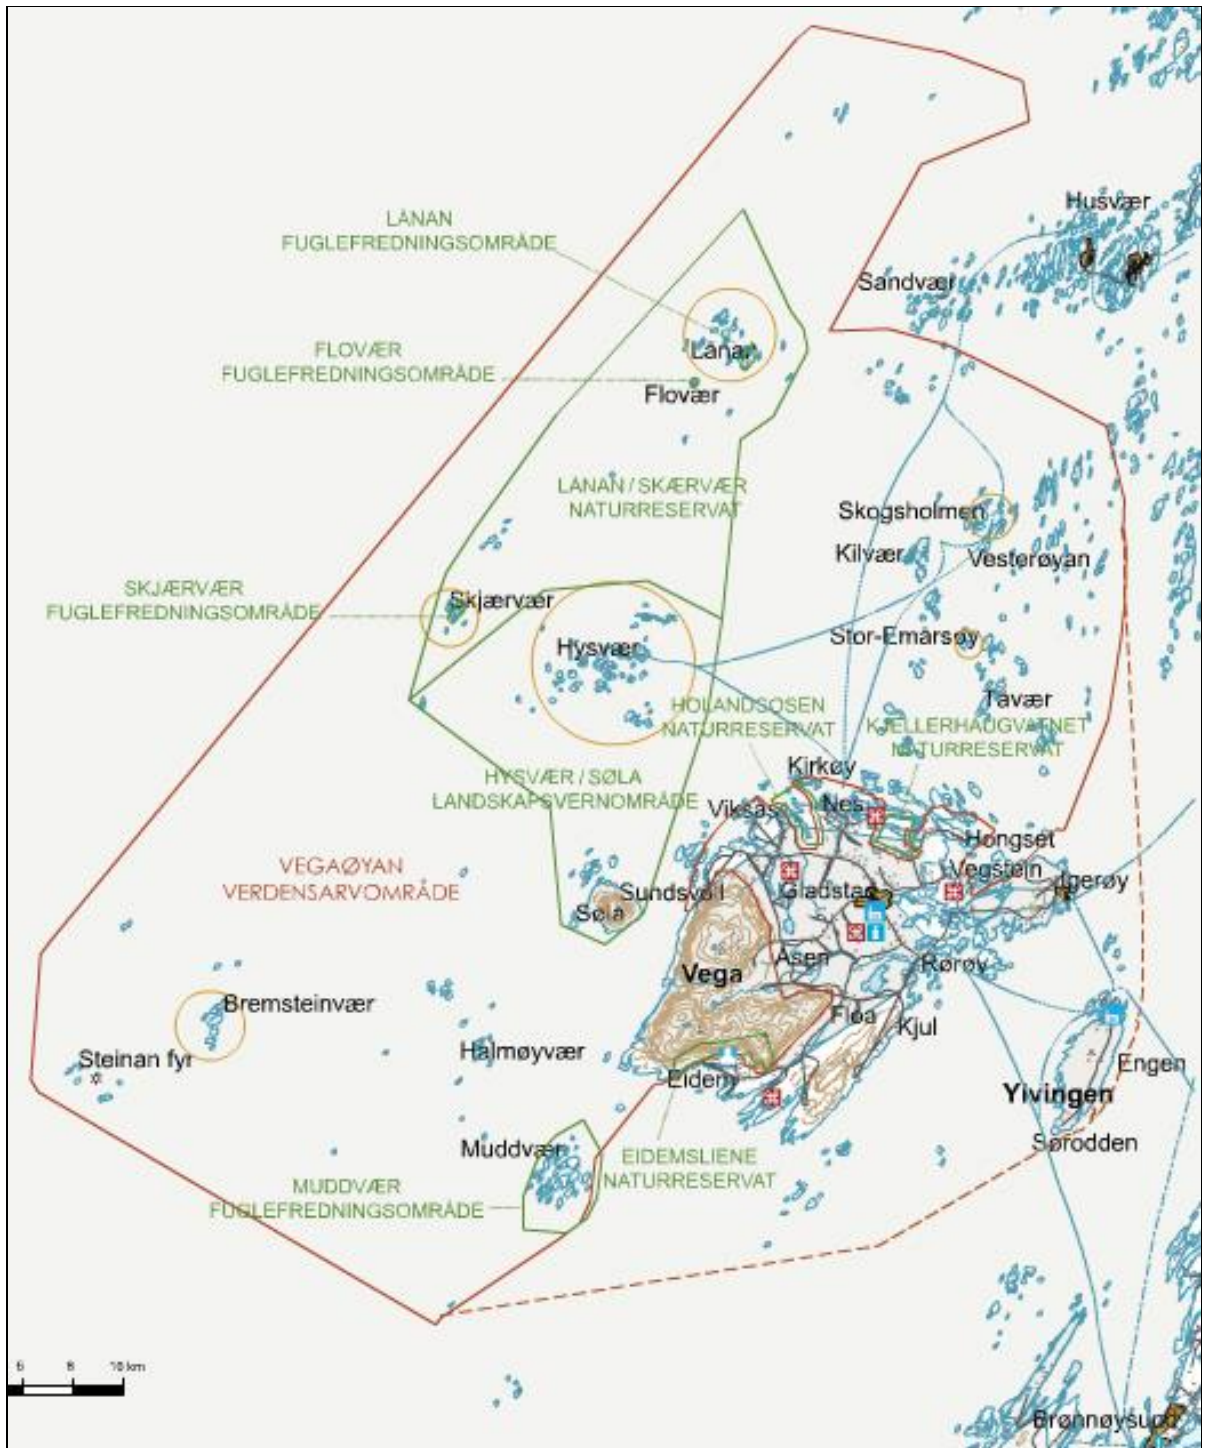 Husvær
LÅNAN
FUGLEFREDNINGSOMRÅDE
Sandvær
FLOVÆR
FUGLEFREDNINGSOMRÅDE
Lånan
Flovær
LÅNAN / SKÆRVÆR
NATURRESERVAT
Skogsholmen
Kilvær
Vesterøyan
SKJÆRVÆR
FUGLEFREDNINGSOMRÅDE
Skjærvær
Hysvær
Stor-Emårsøy
Tavær
HOLANDSOSEN
NATURRESERVAT
KJELLERHAUGVATNET
NATURRESERVAT
HYSVÆR / SØLA
LANDSKAPSVERNOMRÅDE
Kirkøy
Viksås
Nes
Hongset
Vegstein
Igerøy
VEGAØYAN
VERDENSARVOMRÅDE
Sundsvoll
Gladstad
Søla
Åsen
Rørøy
Vega
Bremsteinvær
Floa
Kjul
Steinan fyr
Halmøyvær
Eidem
Engen
Yivingen
Sørodden
Muddvær
EIDEMSLIENE
NATURRESERVAT
MUDDVÆR
FUGLEFREDNINGSOMRÅDE
10 km
Brønnøysund